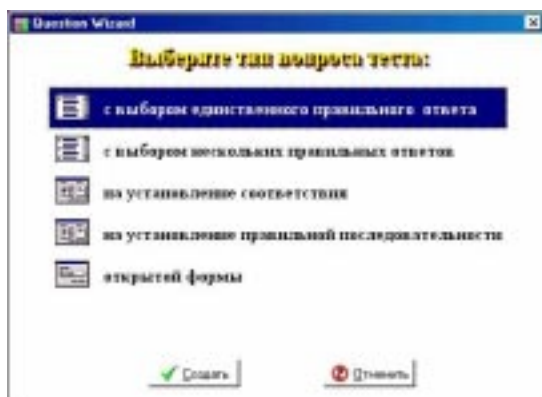 Question Wizard
Выберите тип вопроса теста:
с выбором единственного правильного ответа
с выбором нескольких правильных ответов
на установление соответствия
на установление правильной последовательности
открытой формы
Создать
Отменить